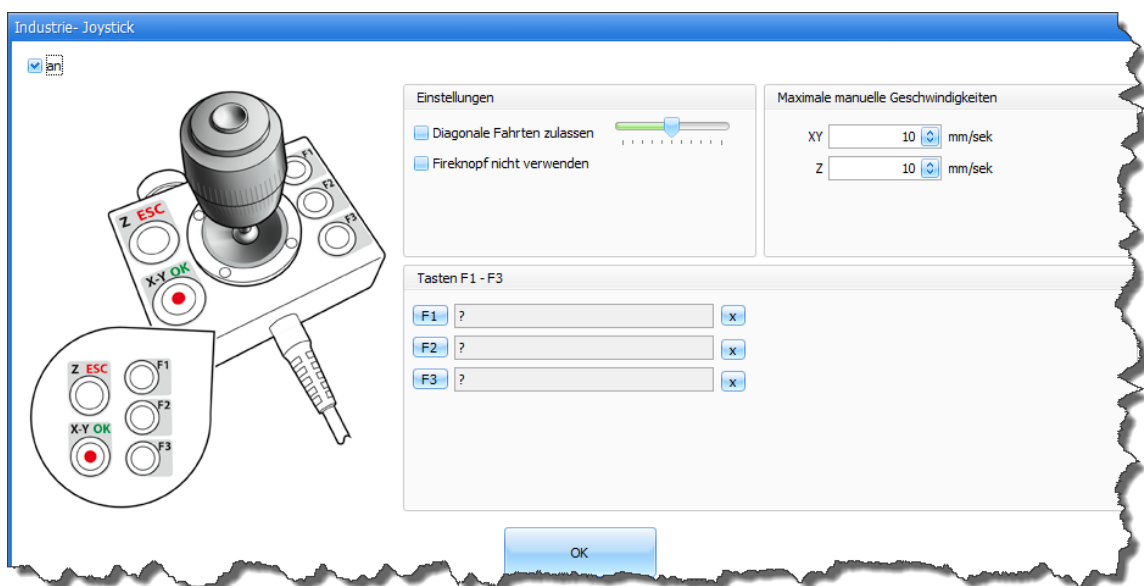 Industrie- Joystick
an
Einstellungen
Diagonale Fahrten zulassen
Fireknopf nicht verwenden
Maximale manuelle Geschwindigkeiten
XY 10 mm/sek
Z 10 mm/sek
Z ESC
X-Y OK
F1
F2
F3
Tasten F1 - F3
F1 ? x
F2 ? x
F3 ? x
Z ESC
X-Y OK
F1
F2
F3
OK